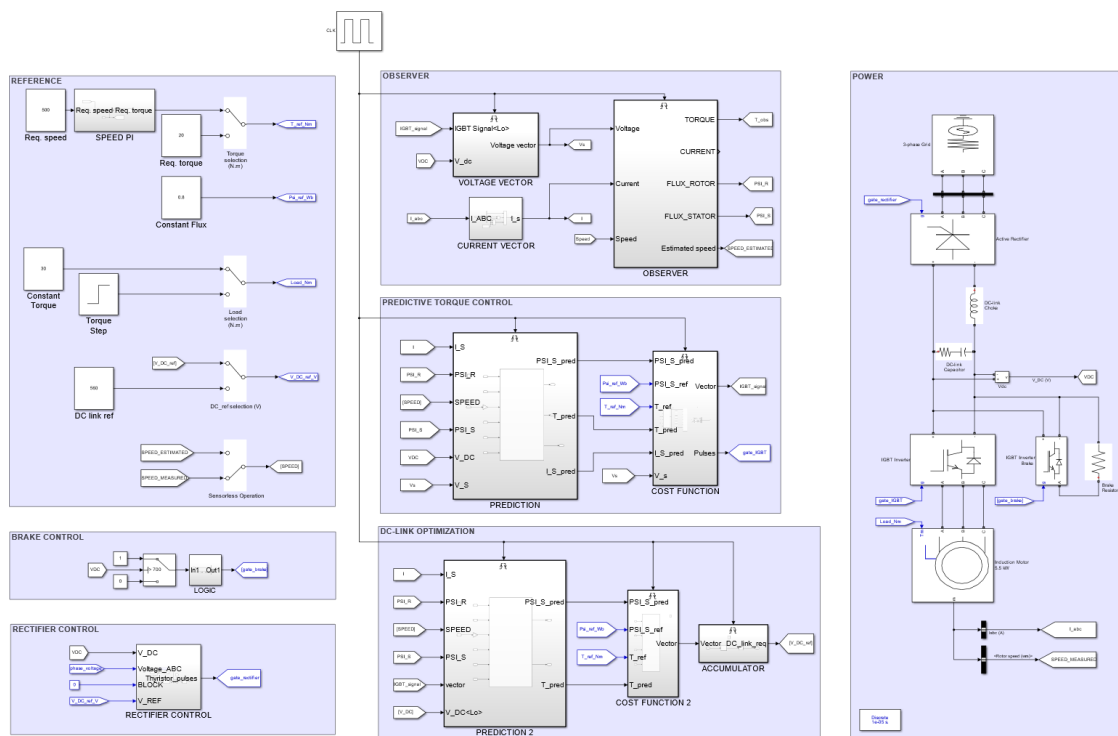 CLK
REFERENCE
Req. speed
Req. speed Req. torque
SPEED PI
Req. torque
Torque
selection
(N.m)
T_ref_Nm
Constant Flux
Psi_ref_Wb
Constant
Torque
Torque
Step
Load
selection
(N.m)
Load_Nm
[V_DC_ref]
DC link ref
DC_ref selection (V)
V_DC_ref_V
SPEED_ESTIMATED
SPEED_MEASURED
[SPEED]
Sensorless Operation
BRAKE CONTROL
1
VDC
0
In1 Out1
LOGIC
[gate_brake]
RECTIFIER CONTROL
VDC
phase_voltage
0
V_DC_ref_V
V_DC
Voltage_ABC
Thyristor_pulses
BLOCK
V_REF
RECTIFIER CONTROL
gate_rectifier
OBSERVER
IGBT_signal
VDC
IGBT Signal<Lo>
Voltage vector
V_dc
VOLTAGE VECTOR
Vs
I_abc
I_ABC I_s
CURRENT VECTOR
I
Speed
Voltage
Current
Speed
TORQUE
CURRENT
FLUX_ROTOR
FLUX_STATOR
Estimated speed
OBSERVER
T_obs
PSI_R
PSI_S
SPEED_ESTIMATED
PREDICTIVE TORQUE CONTROL
I
PSI_R
[SPEED]
PSI_S
VDC
Vs
I_S
PSI_R
SPEED
PSI_S
V_DC
V_S
PSI_S_pred
T_pred
I_S_pred
PREDICTION
Psi_ref_Wb
T_ref_Nm
Vs
PSI_S_pred
PSI_S_ref
T_ref
T_pred
I_S_pred
V_s
Vector
Pulses
COST FUNCTION
IGBT_signal
gate_IGBT
DC-LINK OPTIMIZATION
I
PSI_R
[SPEED]
PSI_S
IGBT_signal
[V_DC]
I_S
PSI_R
SPEED
PSI_S
vector
V_DC<Lo>
PSI_S_pred
T_pred
PREDICTION 2
Psi_ref_Wb
T_ref_Nm
PSI_S_pred
PSI_S_ref
T_ref
T_pred
Vector
COST FUNCTION 2
Vector DC_link_req
ACCUMULATOR
[V_DC_ref]
POWER
3-phase Grid
A B C
gate_rectifier
Active Rectifier
DC-link
Choke
DC-link
Capacitor
V_DC (V)
VDC
IGBT Inverter
IGBT Inverter
Brake
Brake
Resistor
gate_IGBT
[gate_brake]
A B C
Load_Nm
Induction Motor
5.5 kW
I_abc
<Rotor speed (wm)>
SPEED_MEASURED
Discrete